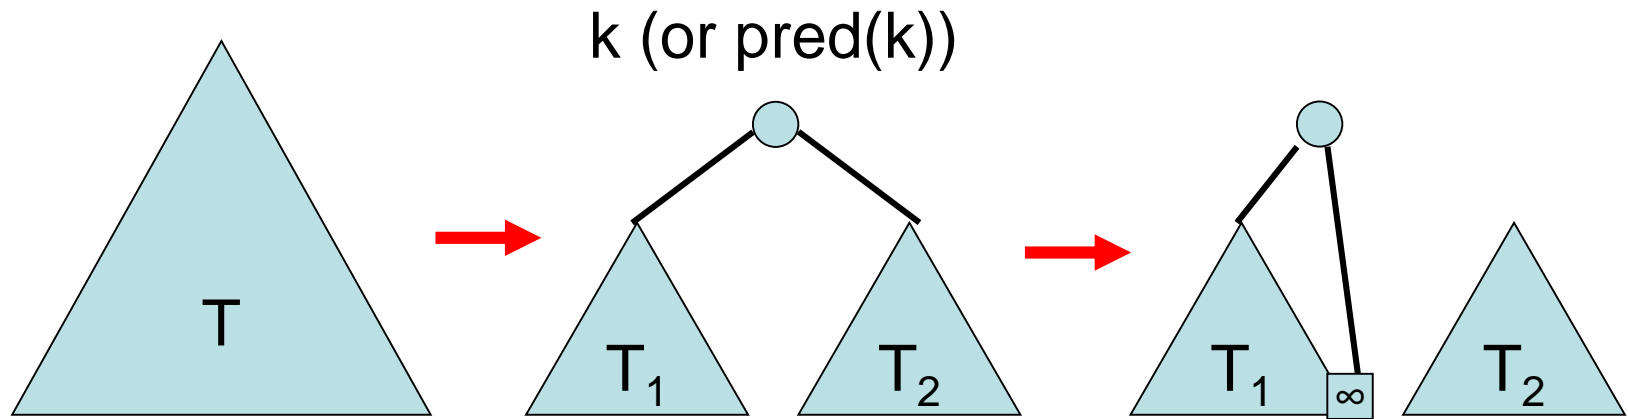 k (or pred(k))
T
T₁
T₂
T₁
∞
T₂